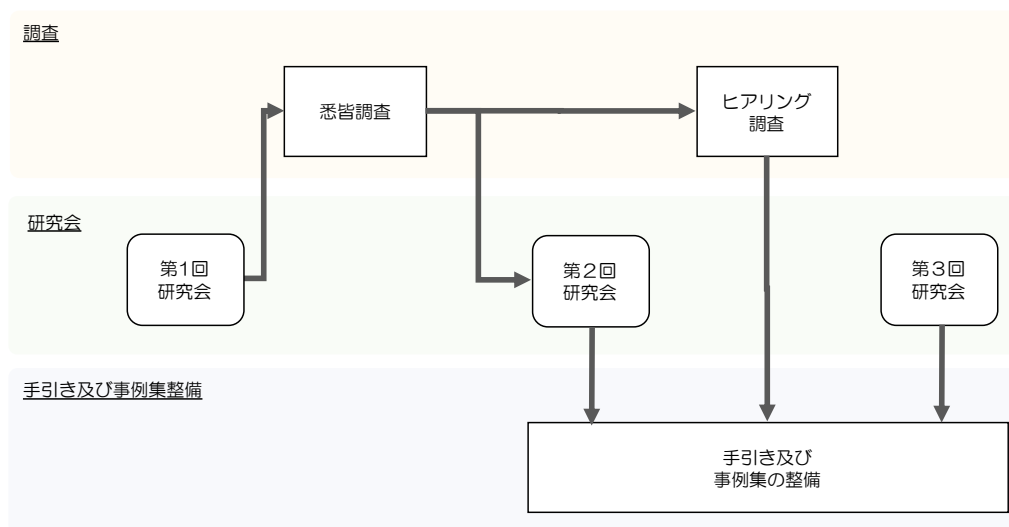 調査
悉皆調査
ヒアリング
調査
研究会
第1回
研究会
第２回
研究会
第３回
研究会
手引き及び事例集整備
手引き及び
事例集の整備